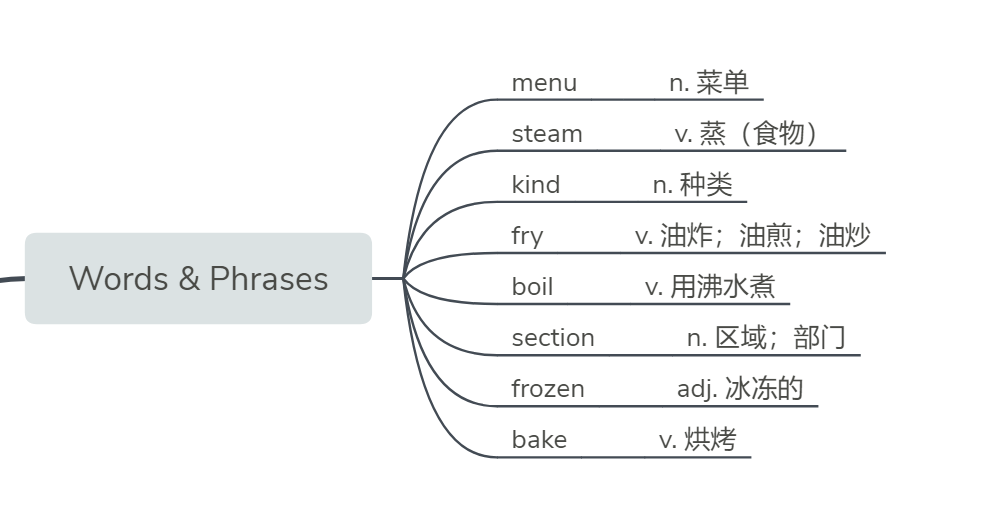 Words & Phrases
menu n. 菜单
steam v. 蒸（食物）
kind n. 种类
fry v. 油炸；油煎；油炒
boil v. 用沸水煮
section n. 区域；部门
frozen adj. 冰冻的
bake v. 烘烤